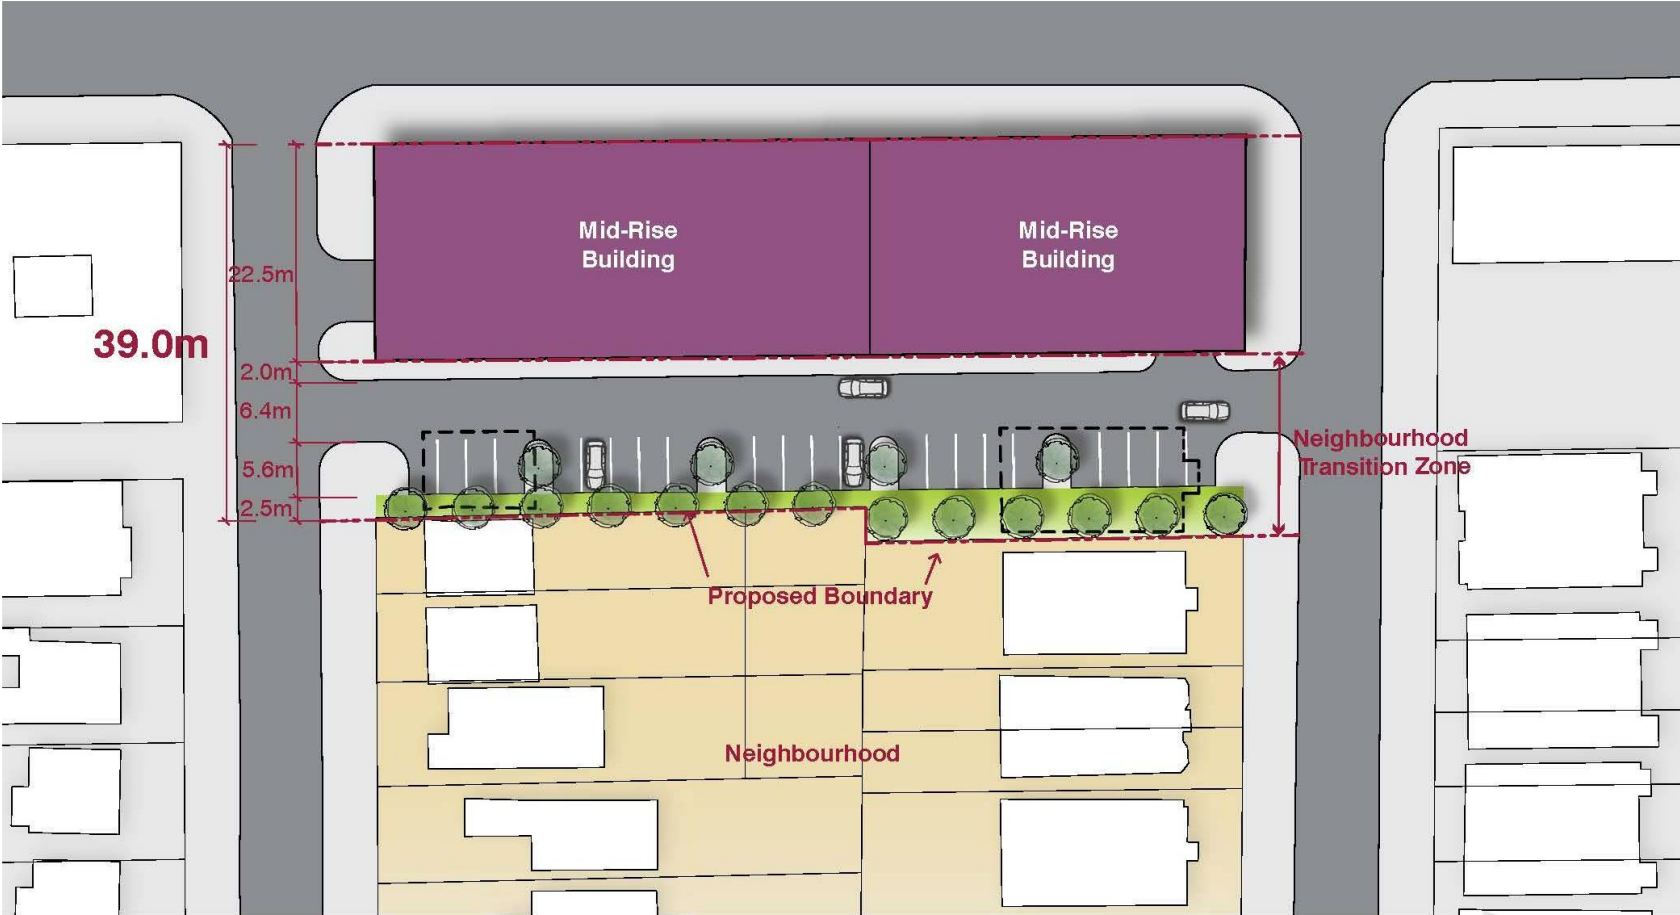 Mid-Rise
Building
Mid-Rise
Building
22.5m
39.0m
2.0m
6.4m
5.6m
2.5m
Neighbourhood
Transition Zone
Proposed Boundary
Neighbourhood